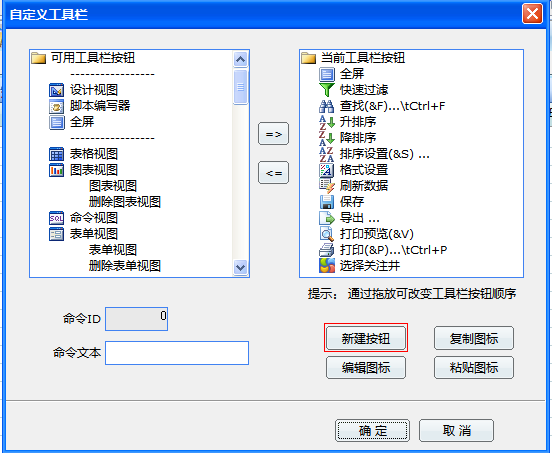 自定义工具栏
可用工具栏按钮
-----------------
设计视图
脚本编写器
全屏
-----------------
表格视图
图表视图
图表视图
删除图表视图
命令视图
表单视图
表单视图
删除表单视图
=>
<=
当前工具栏按钮
全屏
快速过滤
查找(&F)...\tCtrl+F
升排序
降排序
排序设置(&S) ...
格式设置
刷新数据
保存
导出 ...
打印预览(&V)
打印(&P)...\tCtrl+P
选择关注井
提示： 通过拖放可改变工具栏按钮顺序
命令ID
0
命令文本
新建按钮
复制图标
编辑图标
粘贴图标
确 定
取 消